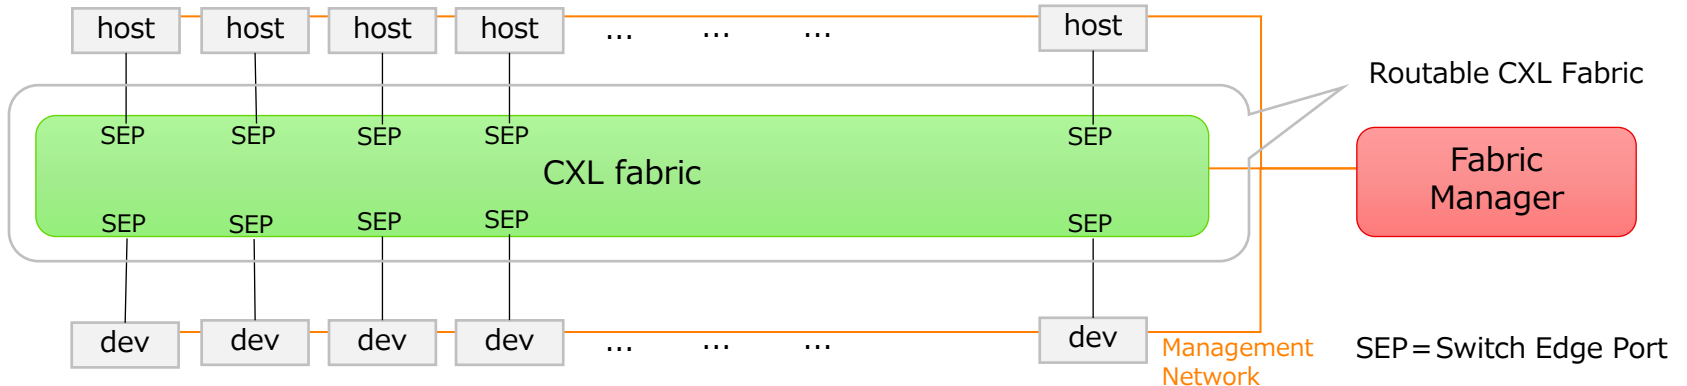 host host host host ... ... ... host
Routable CXL Fabric
SEP SEP SEP SEP SEP
CXL fabric
Fabric
Manager
SEP SEP SEP SEP SEP
dev dev dev dev ... ... ... dev
Management
Network
SEP=Switch Edge Port